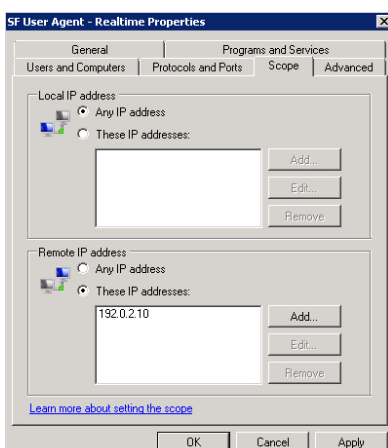 SF User Agent - Realtime Properties
General
Programs and Services
Users and Computers
Protocols and Ports
Scope
Advanced
Local IP address
Any IP address
These IP addresses:
Add...
Edit...
Remove
Remote IP address
Any IP address
These IP addresses:
192.0.2.10
Add...
Edit...
Remove
Learn more about setting the scope
OK
Cancel
Apply